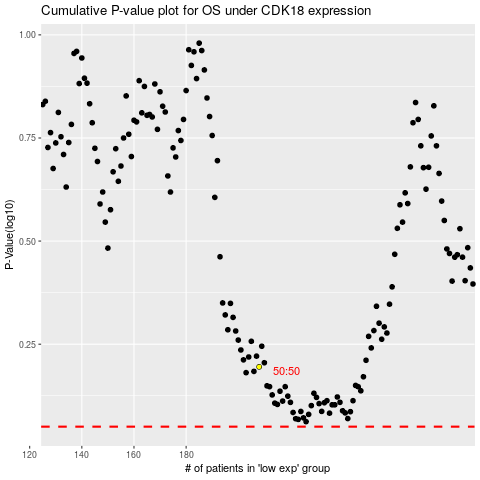 Cumulative P-value plot for OS under CDK18 expression
P-Value(log10)
1.00
0.75
0.50
0.25
50:50
120 140 160 180
# of patients in 'low exp' group